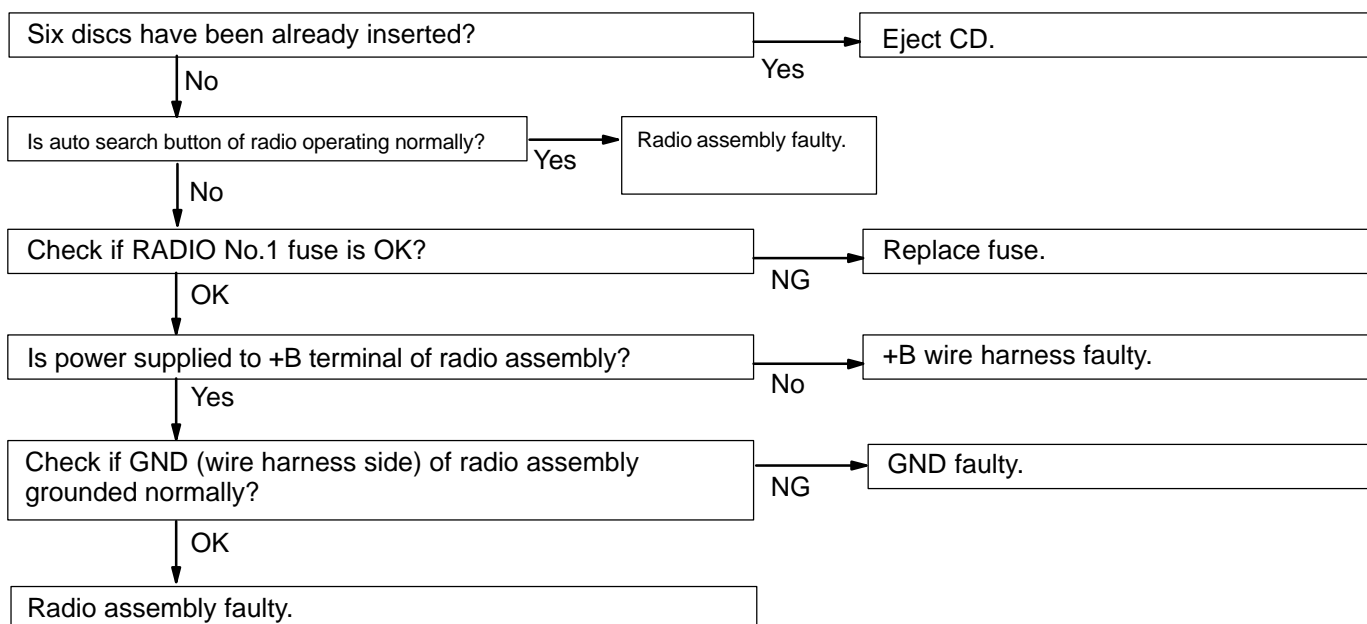 Six discs have been already inserted?
Yes
Eject CD.
No
Is auto search button of radio operating normally?
Yes
Radio assembly faulty.
No
Check if RADIO No.1 fuse is OK?
NG
Replace fuse.
OK
Is power supplied to +B terminal of radio assembly?
No
+B wire harness faulty.
Yes
Check if GND (wire harness side) of radio assembly
grounded normally?
NG
GND faulty.
OK
Radio assembly faulty.